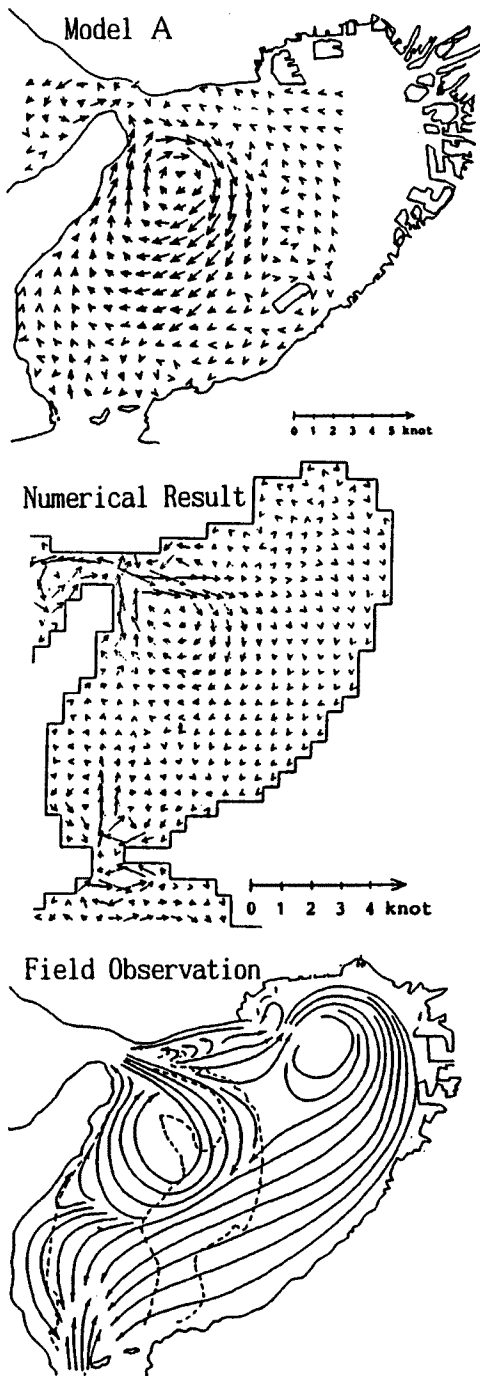 Model A
0 1 2 3 4 5 knot
Numerical Result
0 1 2 3 4 knot
Field Observation